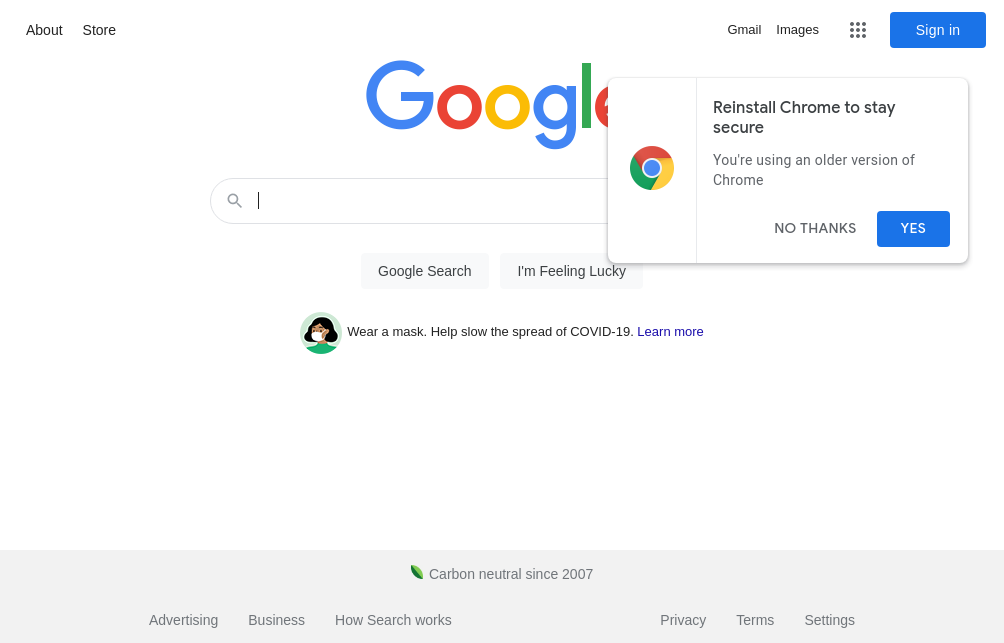 About Store
Gmail Images
Sign in
Google
Reinstall Chrome to stay
secure
You're using an older version of
Chrome
NO THANKS YES
Google Search I'm Feeling Lucky
Wear a mask. Help slow the spread of COVID-19. Learn more
Carbon neutral since 2007
Advertising Business How Search works
Privacy Terms Settings